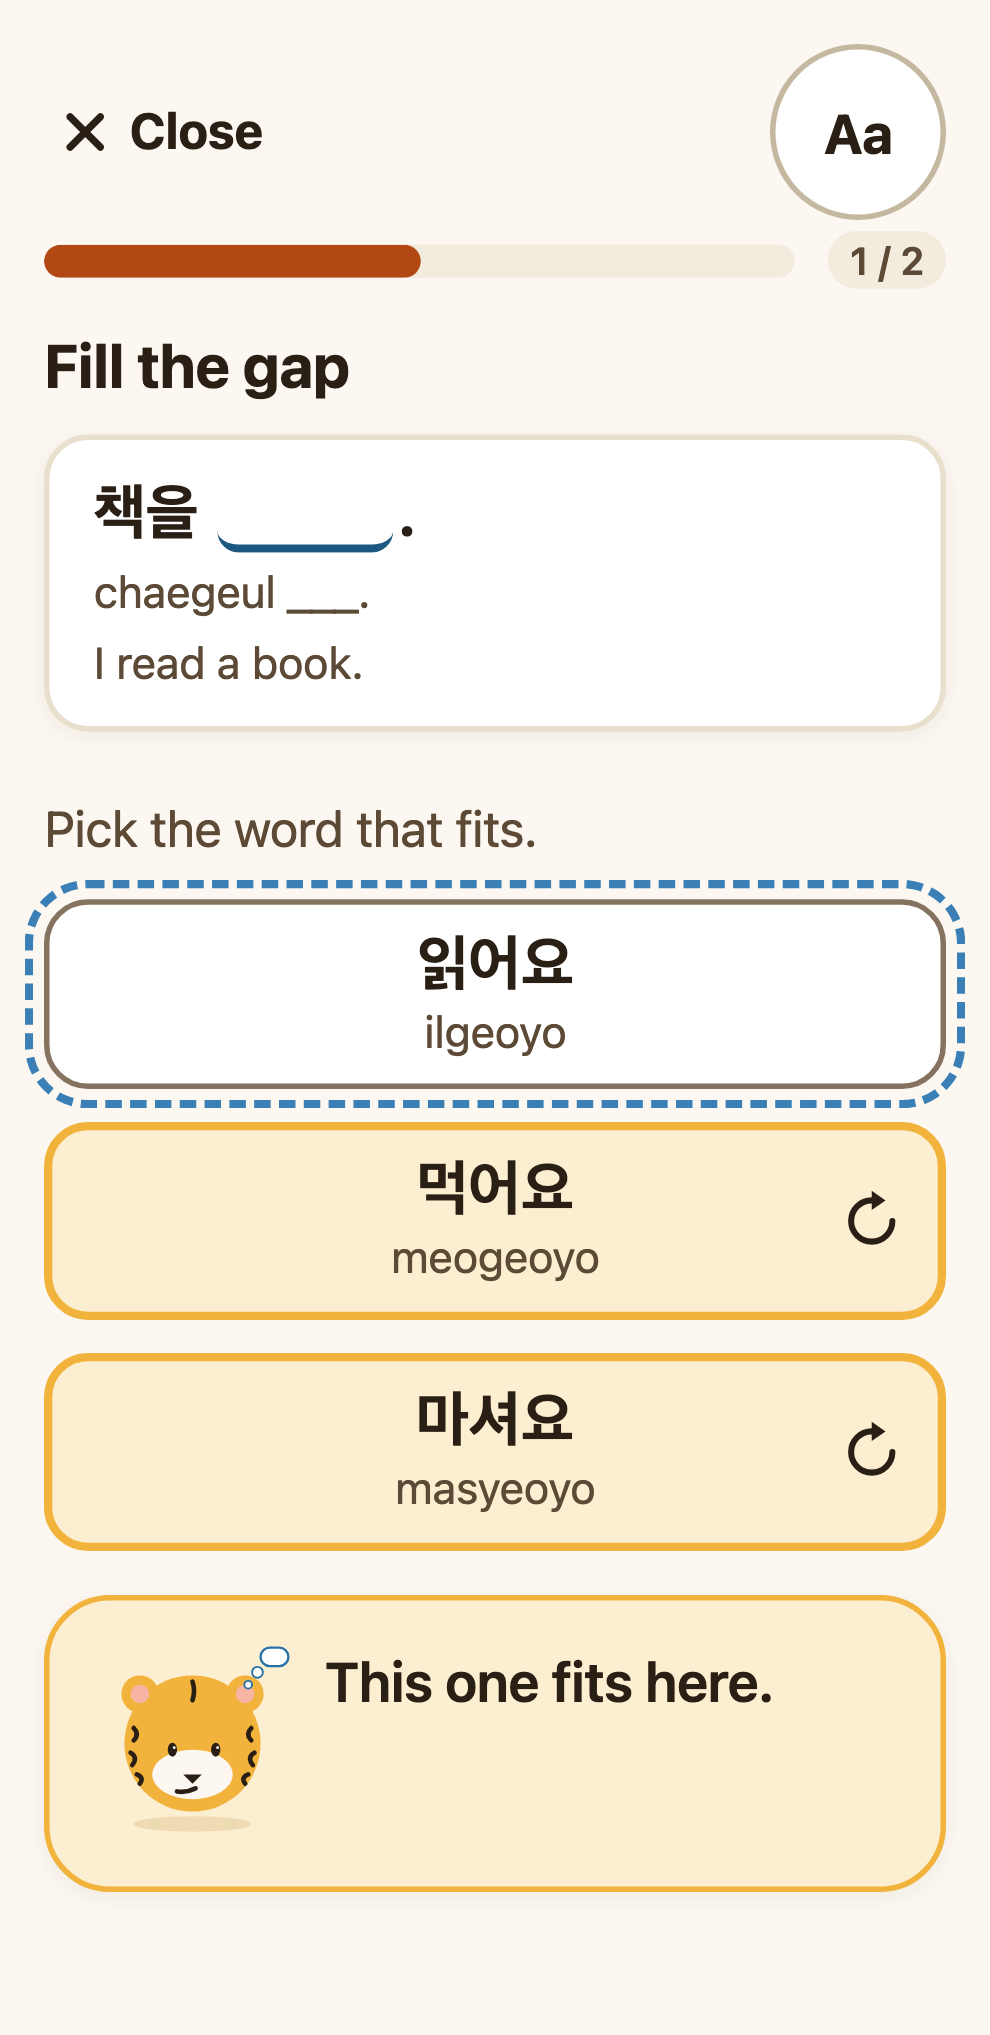 Close
Aa
1 / 2
Fill the gap
책을 _____.
chaegeul ___.
I read a book.
Pick the word that fits.
읽어요
ilgeoyo
먹어요
meogeoyo
마셔요
masyeoyo
This one fits here.